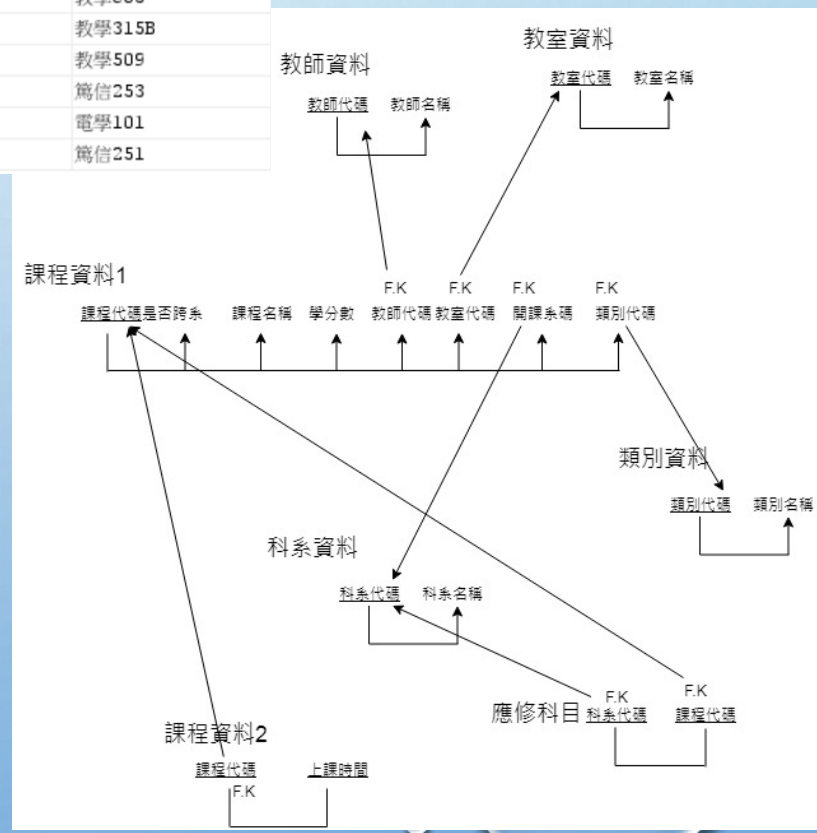 教學315B
教學509
篤信253
電學101
篤信251
教師資料
教師代碼 教師名稱
教室資料
教室代碼 教室名稱
課程資料1
F.K F.K F.K F.K
課程代碼 是否跨系 課程名稱 學分數 教師代碼 教室代碼 開課系碼 類別代碼
類別資料
類別代碼 類別名稱
科系資料
科系代碼 科系名稱
應修科目
F.K F.K
科系代碼 課程代碼
課程資料2
課程代碼 上課時間
F.K